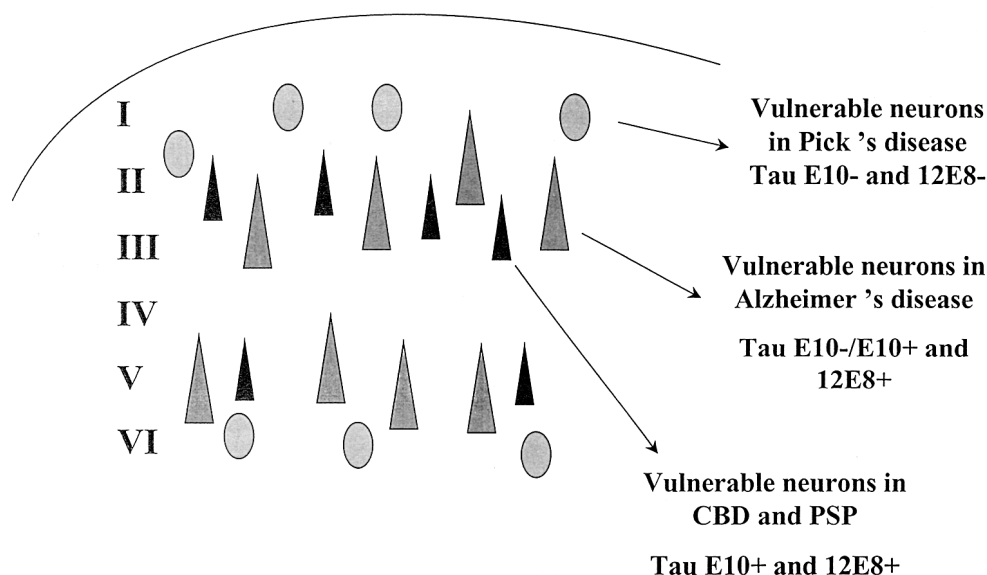 I
II
III
IV
V
VI
Vulnerable neurons
in Pick ’s disease
Tau E10- and 12E8-
Vulnerable neurons in
Alzheimer ’s disease
Tau E10-/E10+ and
12E8+
Vulnerable neurons in
CBD and PSP
Tau E10+ and 12E8+